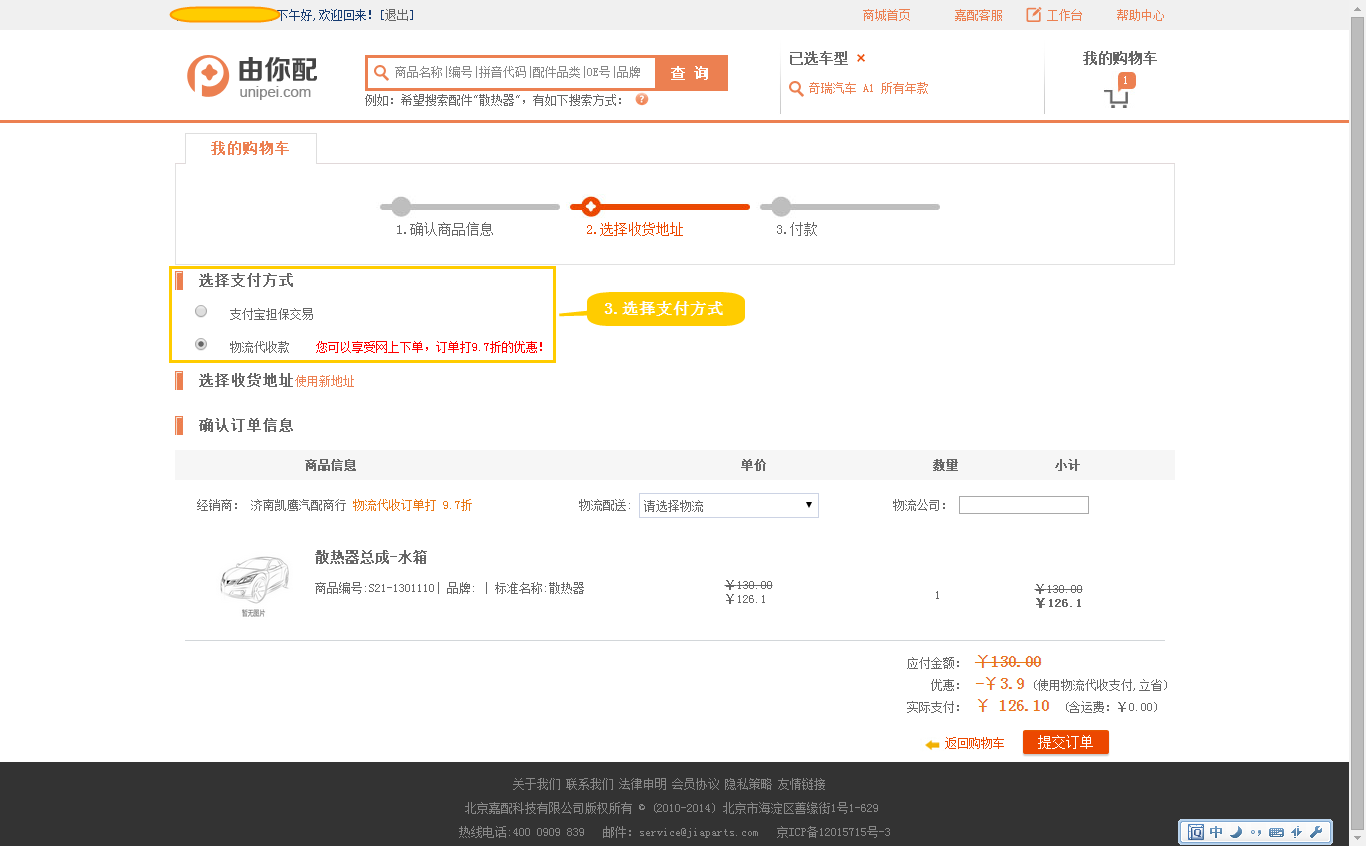 下午好,欢迎回来! [退出]
商城首页 嘉配客服 工作台 帮助中心
由你配
unipei.com
商品名称|编号|拼音代码|配件品类|OE号|品牌
查 询
例如: 希望搜索配件“散热器”，有如下搜索方式: ?
已选车型 ×
奇瑞汽车 A1 所有年款
我的购物车
1
我的购物车
1.确认商品信息 2.选择收货地址 3.付款
选择支付方式
支付宝担保交易
物流代收款 您可以享受网上下单，订单打9.7折的优惠!
3.选择支付方式
选择收货地址使用新地址
确认订单信息
商品信息 单价 数量 小计
经销商: 济南凯鹰汽配商行 物流代收订单打 9.7折 物流配送: 请选择物流 物流公司:
散热器总成-水箱
商品编号:S21-1301110| 品牌: | 标准名称:散热器
暂无图片
￥130.00
￥126.1
1
￥130.00
￥126.1
应付金额: ￥130.00
优惠: -￥3.9 (使用物流代收支付,立省)
实际支付: ￥ 126.10 (含运费: ￥0.00)
返回购物车 提交订单
关于我们 联系我们 法律申明 会员协议 隐私策略 友情链接
北京嘉配科技有限公司版权所有 © (2010-2014) 北京市海淀区善缘街1号1-629
热线电话:400 0909 839 邮件: service@jiaparts.com 京ICP备12015715号-3
中